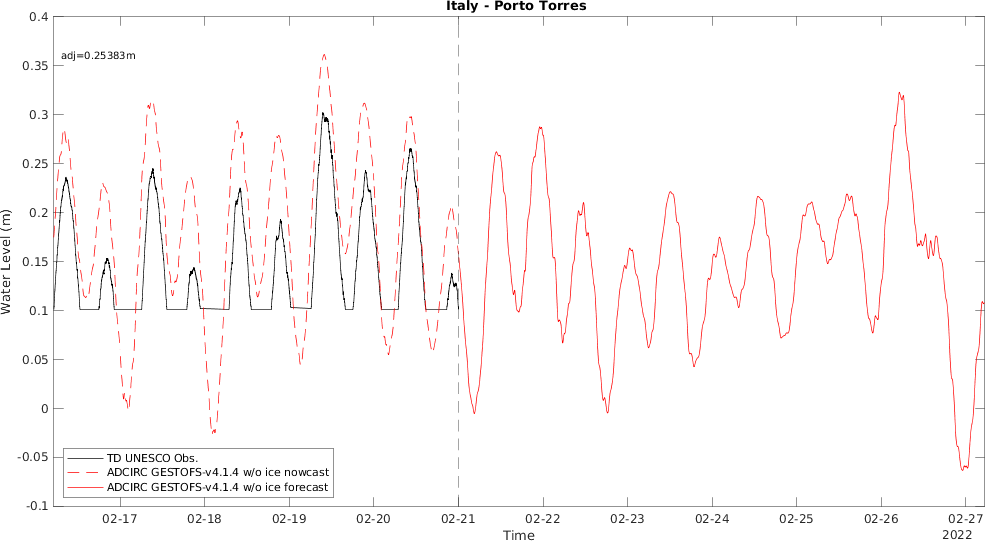 Italy - Porto Torres
0.4
0.35
0.3
0.25
0.2
0.15
0.1
0.05
0
-0.05
-0.1
Water Level (m)
adj=0.25383m
TD UNESCO Obs.
ADCIRC GESTOFS-v4.1.4 w/o ice nowcast
ADCIRC GESTOFS-v4.1.4 w/o ice forecast
02-17 02-18 02-19 02-20 02-21 02-22 02-23 02-24 02-25 02-26 02-27
2022
Time